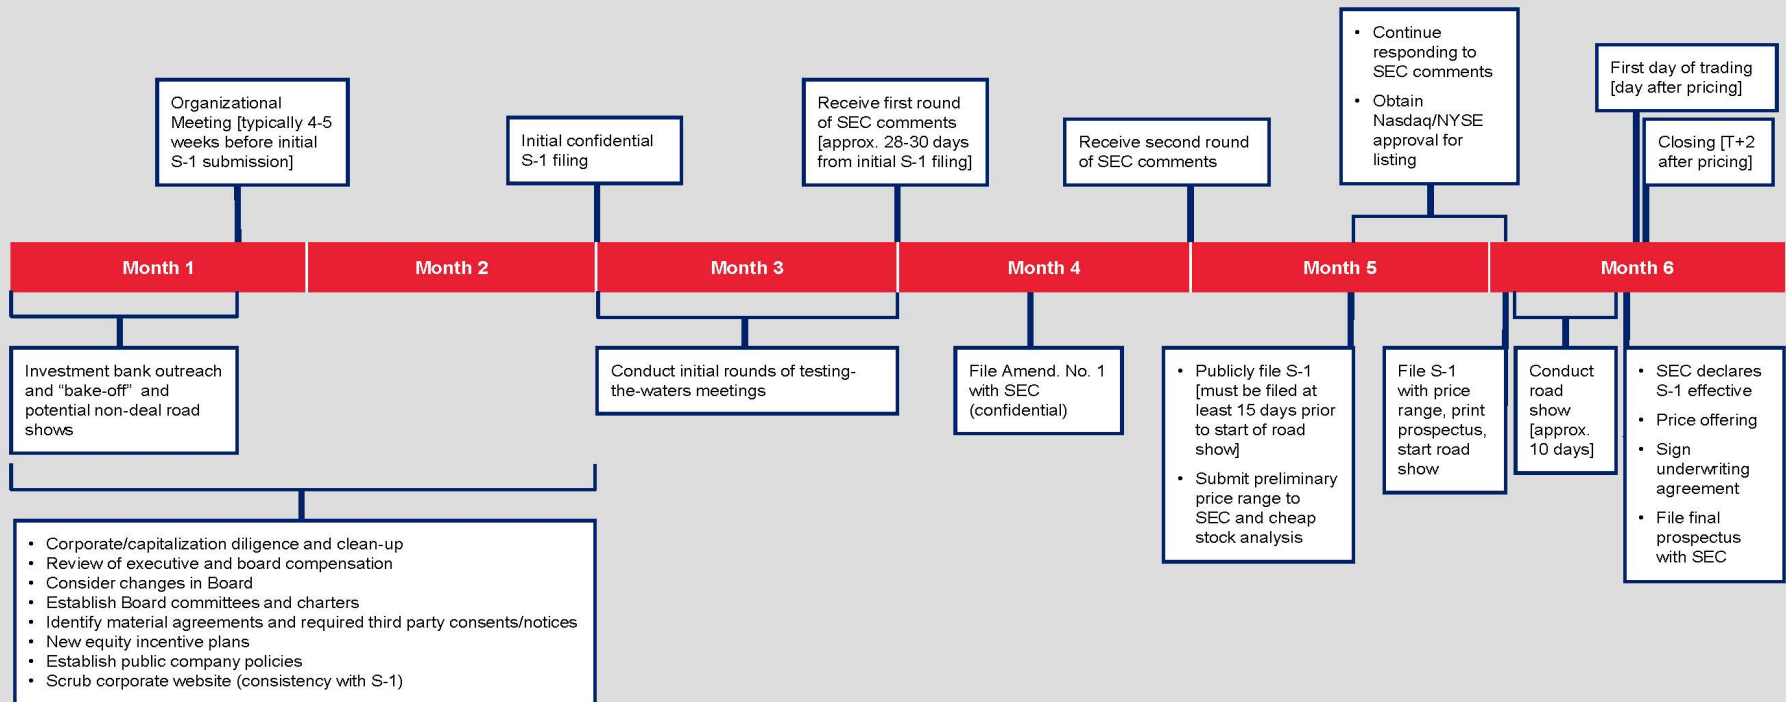 Organizational
Meeting [typically 4-5
weeks before initial
S-1 submission]
Initial confidential
S-1 filing
Receive first round
of SEC comments
[approx. 28-30 days
from initial S-1 filing]
Receive second round
of SEC comments
• Continue
responding to
SEC comments
• Obtain
Nasdaq/NYSE
approval for
listing
First day of trading
[day after pricing]
Closing [T+2
after pricing]
Month 1
Month 2
Month 3
Month 4
Month 5
Month 6
Investment bank outreach
and “bake-off” and
potential non-deal road
shows
Conduct initial rounds of testing-
the-waters meetings
File Amend. No. 1
with SEC
(confidential)
• Publicly file S-1
[must be filed at
least 15 days prior
to start of road
show]
• Submit preliminary
price range to
SEC and cheap
stock analysis
File S-1
with price
range, print
prospectus,
start road
show
Conduct
road
show
[approx.
10 days]
• SEC declares
S-1 effective
• Price offering
• Sign
underwriting
agreement
• File final
prospectus
with SEC
• Corporate/capitalization diligence and clean-up
• Review of executive and board compensation
• Consider changes in Board
• Establish Board committees and charters
• Identify material agreements and required third party consents/notices
• New equity incentive plans
• Establish public company policies
• Scrub corporate website (consistency with S-1)